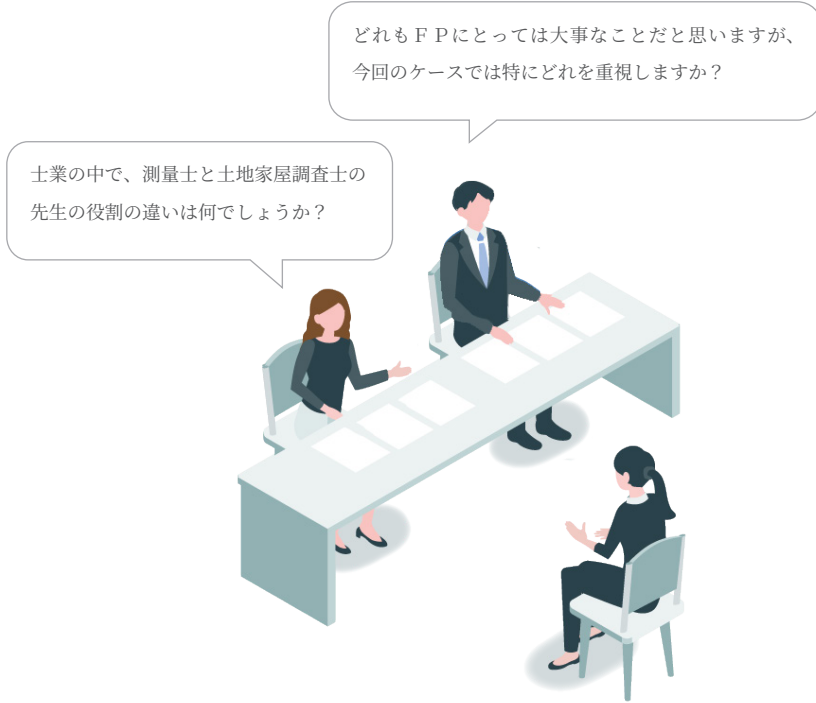 どれもＦＰにとっては大事なことだと思いますが、
今回のケースでは特にどれを重視しますか？
士業の中で、測量士と土地家屋調査士の
先生の役割の違いは何でしょうか？